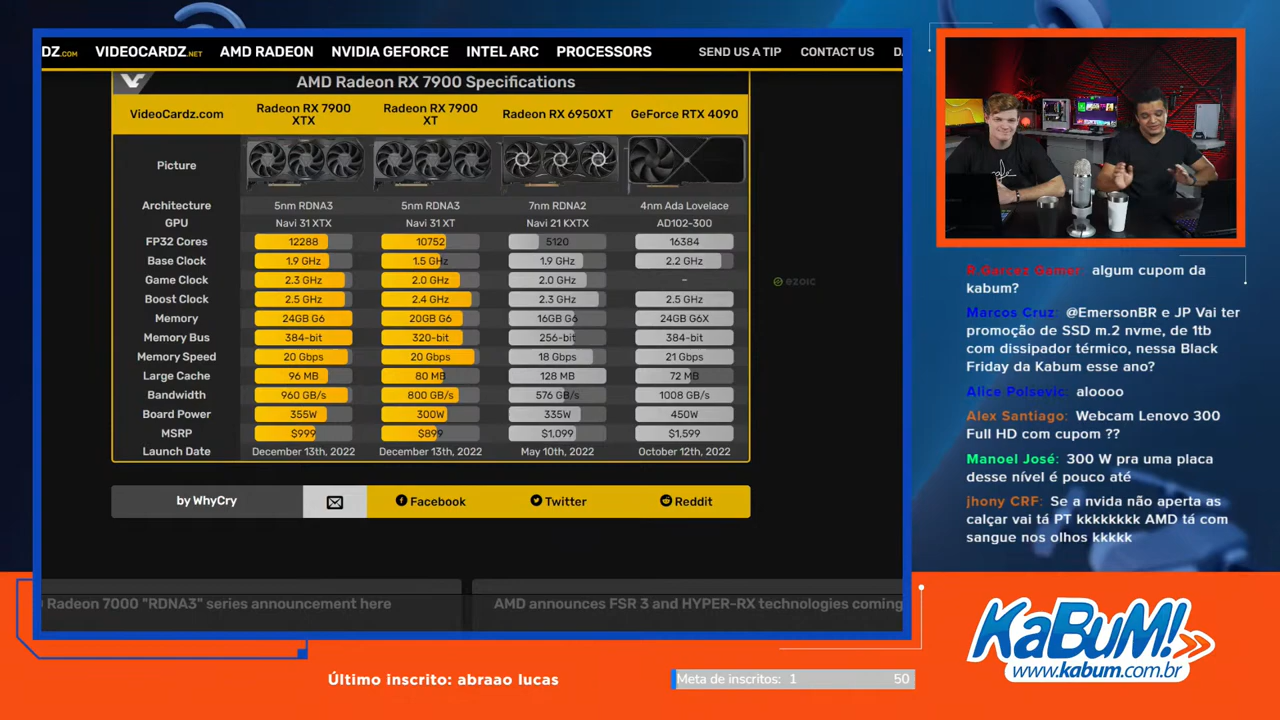 DZ.COM VIDEOCARDZ.NET AMD RADEON NVIDIA GEFORCE INTEL ARC PROCESSORS SEND US A TIP CONTACT US
AMD Radeon RX 7900 Specifications
VideoCardz.com Radeon RX 7900 XTX Radeon RX 7900 XT Radeon RX 6950XT GeForce RTX 4090
Picture
Architecture 5nm RDNA3 5nm RDNA3 7nm RDNA2 4nm Ada Lovelace
GPU Navi 31 XTX Navi 31 XT Navi 21 KXTX AD102-300
FP32 Cores 12288 10752 5120 16384
Base Clock 1.9 GHz 1.5 GHz 1.9 GHz 2.2 GHz
Game Clock 2.3 GHz 2.0 GHz 2.0 GHz –
Boost Clock 2.5 GHz 2.4 GHz 2.3 GHz 2.5 GHz
Memory 24GB G6 20GB G6 16GB G6 24GB G6X
Memory Bus 384-bit 320-bit 256-bit 384-bit
Memory Speed 20 Gbps 20 Gbps 18 Gbps 21 Gbps
Large Cache 96 MB 80 MB 128 MB 72 MB
Bandwidth 960 GB/s 800 GB/s 576 GB/s 1008 GB/s
Board Power 355W 300W 335W 450W
MSRP $999 $899 $1,099 $1,599
Launch Date December 13th, 2022 December 13th, 2022 May 10th, 2022 October 12th, 2022
ezoic
by WhyCry Facebook Twitter Reddit
Radeon 7000 "RDNA3" series announcement here
AMD announces FSR 3 and HYPER-RX technologies coming
R.Garcez Gamer: algum cupom da
kabum?
Marcos Cruz: @EmersonBR e JP Vai ter
promoção de SSD m.2 nvme, de 1tb
com dissipador térmico, nessa Black
Friday da Kabum esse ano?
Alice Polsevic: aloooo
Alex Santiago: Webcam Lenovo 300
Full HD com cupom ??
Manoel José: 300 W pra uma placa
desse nível é pouco até
jhony CRF: Se a nvida não aperta as
calçar vai tá PT kkkkkkkk AMD tá com
sangue nos olhos kkkkk
KaBuM!
www.kabum.com.br
Último inscrito: abraao lucas
Meta de inscritos: 1 50